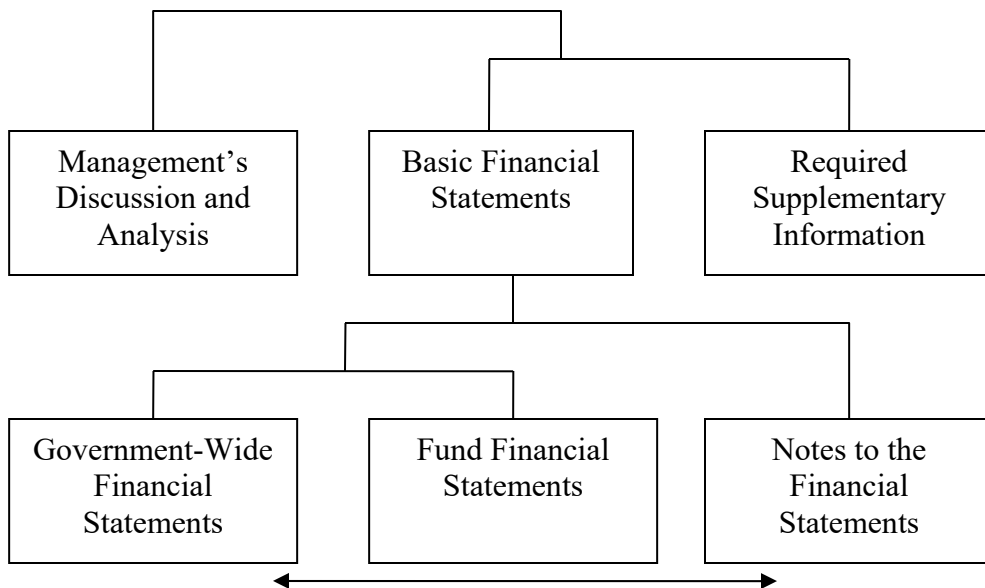 Management’s
Discussion and
Analysis
Basic Financial
Statements
Required
Supplementary
Information
Government-Wide
Financial
Statements
Fund Financial
Statements
Notes to the
Financial
Statements